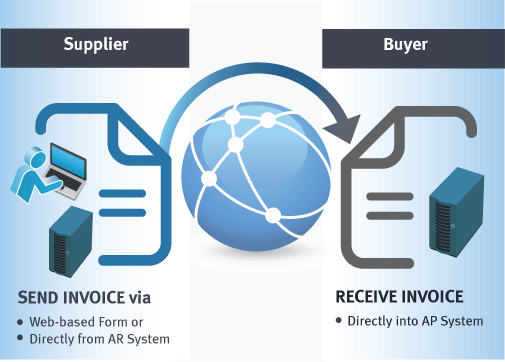 Supplier
Buyer
SEND INVOICE via
• Web-based Form or
• Directly from AR System
RECEIVE INVOICE
• Directly into AP System